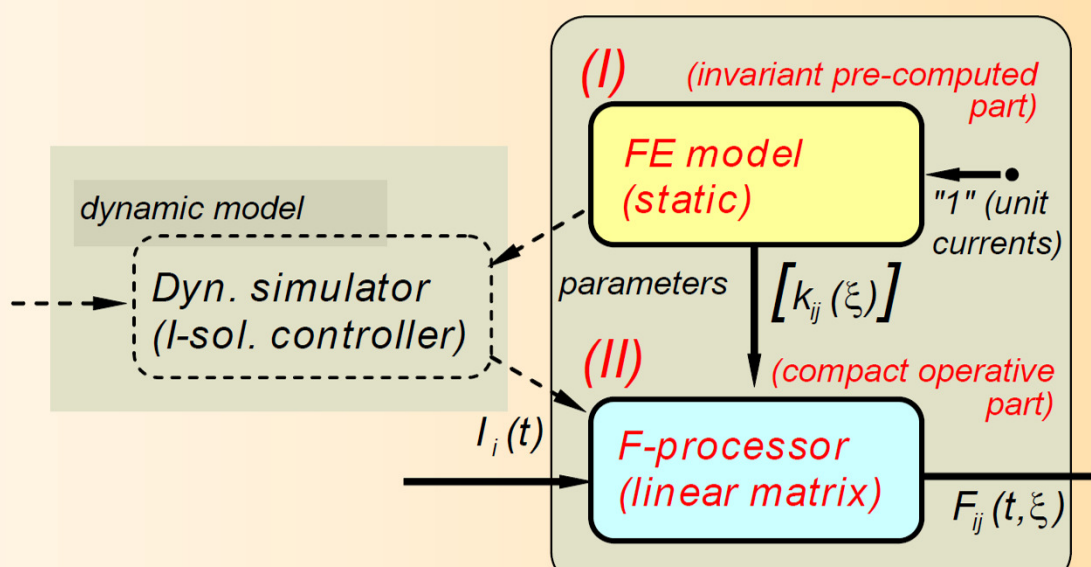 (I)
(invariant pre-computed
part)
FE model
(static)
"1" (unit
currents)
dynamic model
Dyn. simulator
(I-sol. controller)
parameters
[k_ij (ξ)]
(II)
(compact operative
part)
I_i (t)
F-processor
(linear matrix)
F_ij (t,ξ)